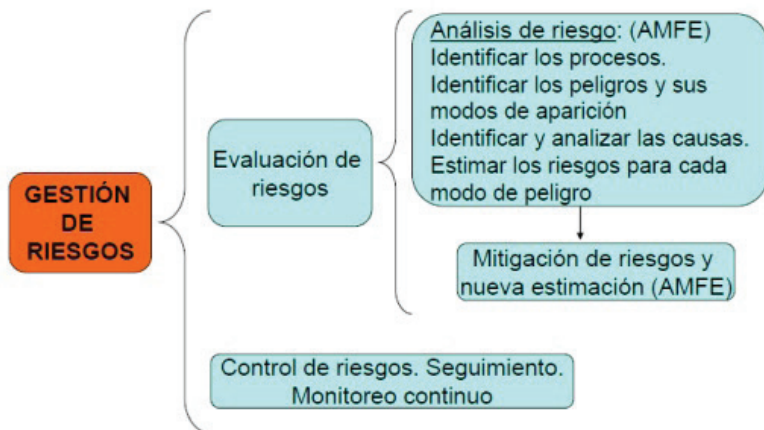 GESTIÓN
DE
RIESGOS
Evaluación de
riesgos
Análisis de riesgo: (AMFE)
Identificar los procesos.
Identificar los peligros y sus
modos de aparición
Identificar y analizar las causas.
Estimar los riesgos para cada
modo de peligro
Mitigación de riesgos y
nueva estimación (AMFE)
Control de riesgos. Seguimiento.
Monitoreo continuo